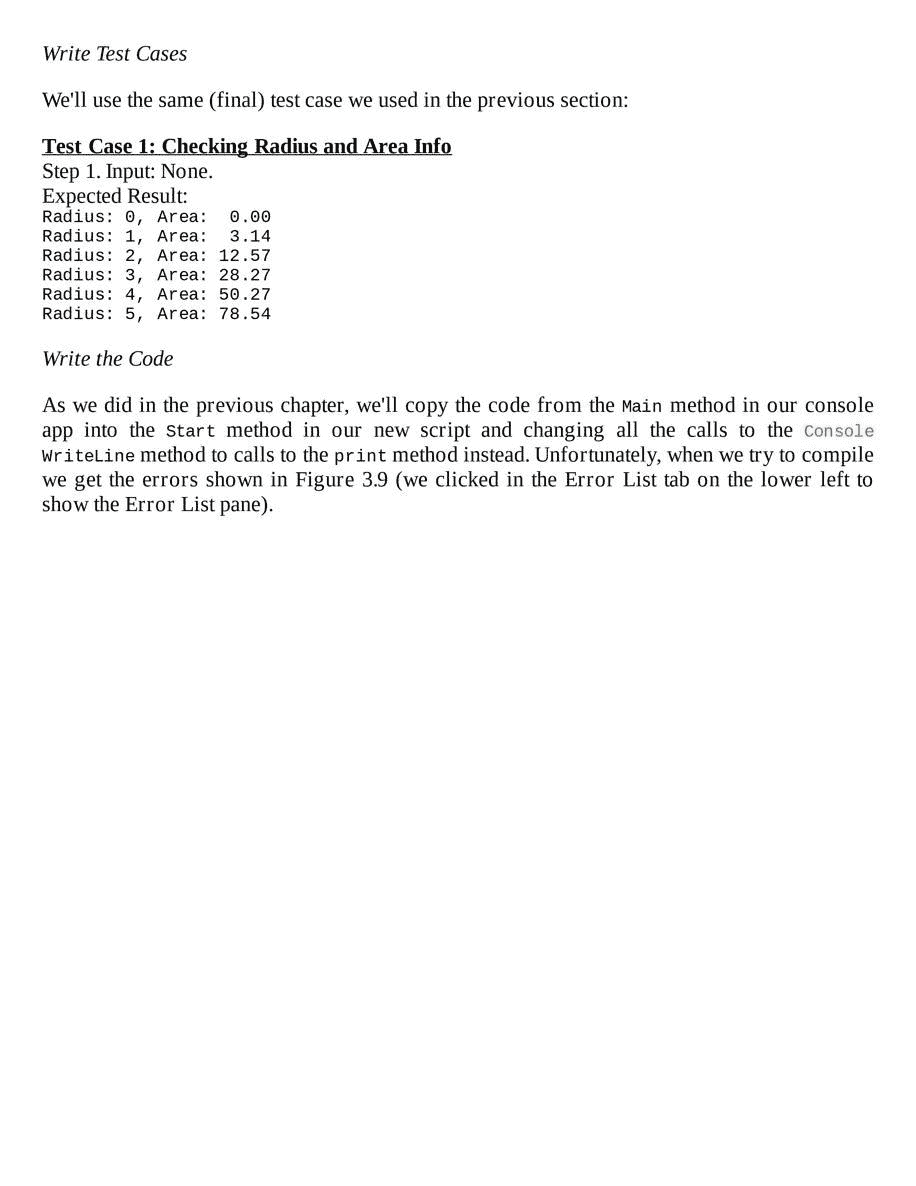 Write Test Cases
We'll use the same (final) test case we used in the previous section:
Test Case 1: Checking Radius and Area Info
Step 1. Input: None.
Expected Result:
Radius: 0, Area:  0.00
Radius: 1, Area:  3.14
Radius: 2, Area: 12.57
Radius: 3, Area: 28.27
Radius: 4, Area: 50.27
Radius: 5, Area: 78.54
Write the Code
As we did in the previous chapter, we'll copy the code from the Main method in our console
app into the Start method in our new script and changing all the calls to the Console
WriteLine method to calls to the print method instead. Unfortunately, when we try to compile
we get the errors shown in Figure 3.9 (we clicked in the Error List tab on the lower left to
show the Error List pane).